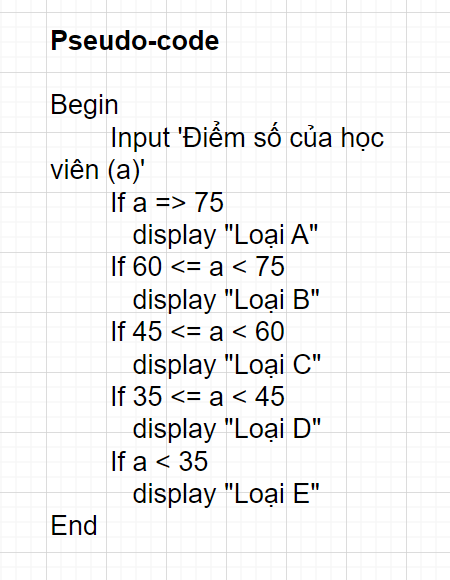 Pseudo-code
Begin
Input 'Điểm số của học
viên (a)'
If a => 75
display "Loại A"
If 60 <= a < 75
display "Loại B"
If 45 <= a < 60
display "Loại C"
If 35 <= a < 45
display "Loại D"
If a < 35
display "Loại E"
End